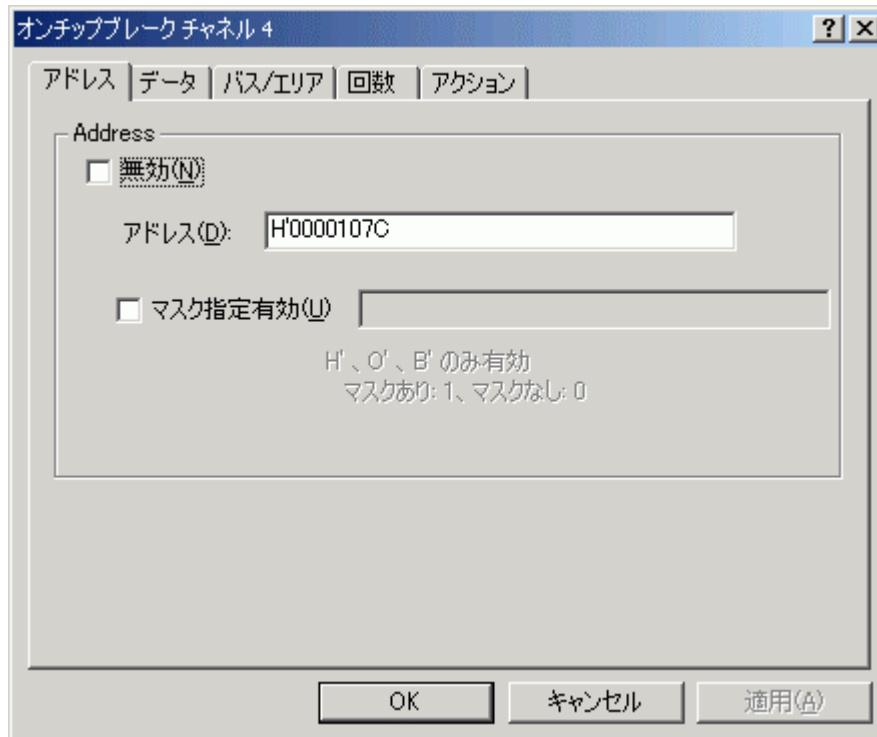 オンチップブレーク チャネル 4
アドレス データ バス/エリア 回数 アクション
Address
無効(N)
アドレス(D): H'0000107C
マスク指定有効(U)
H'、O'、B' のみ有効
マスクあり: 1、マスクなし: 0
OK キャンセル 適用(A)